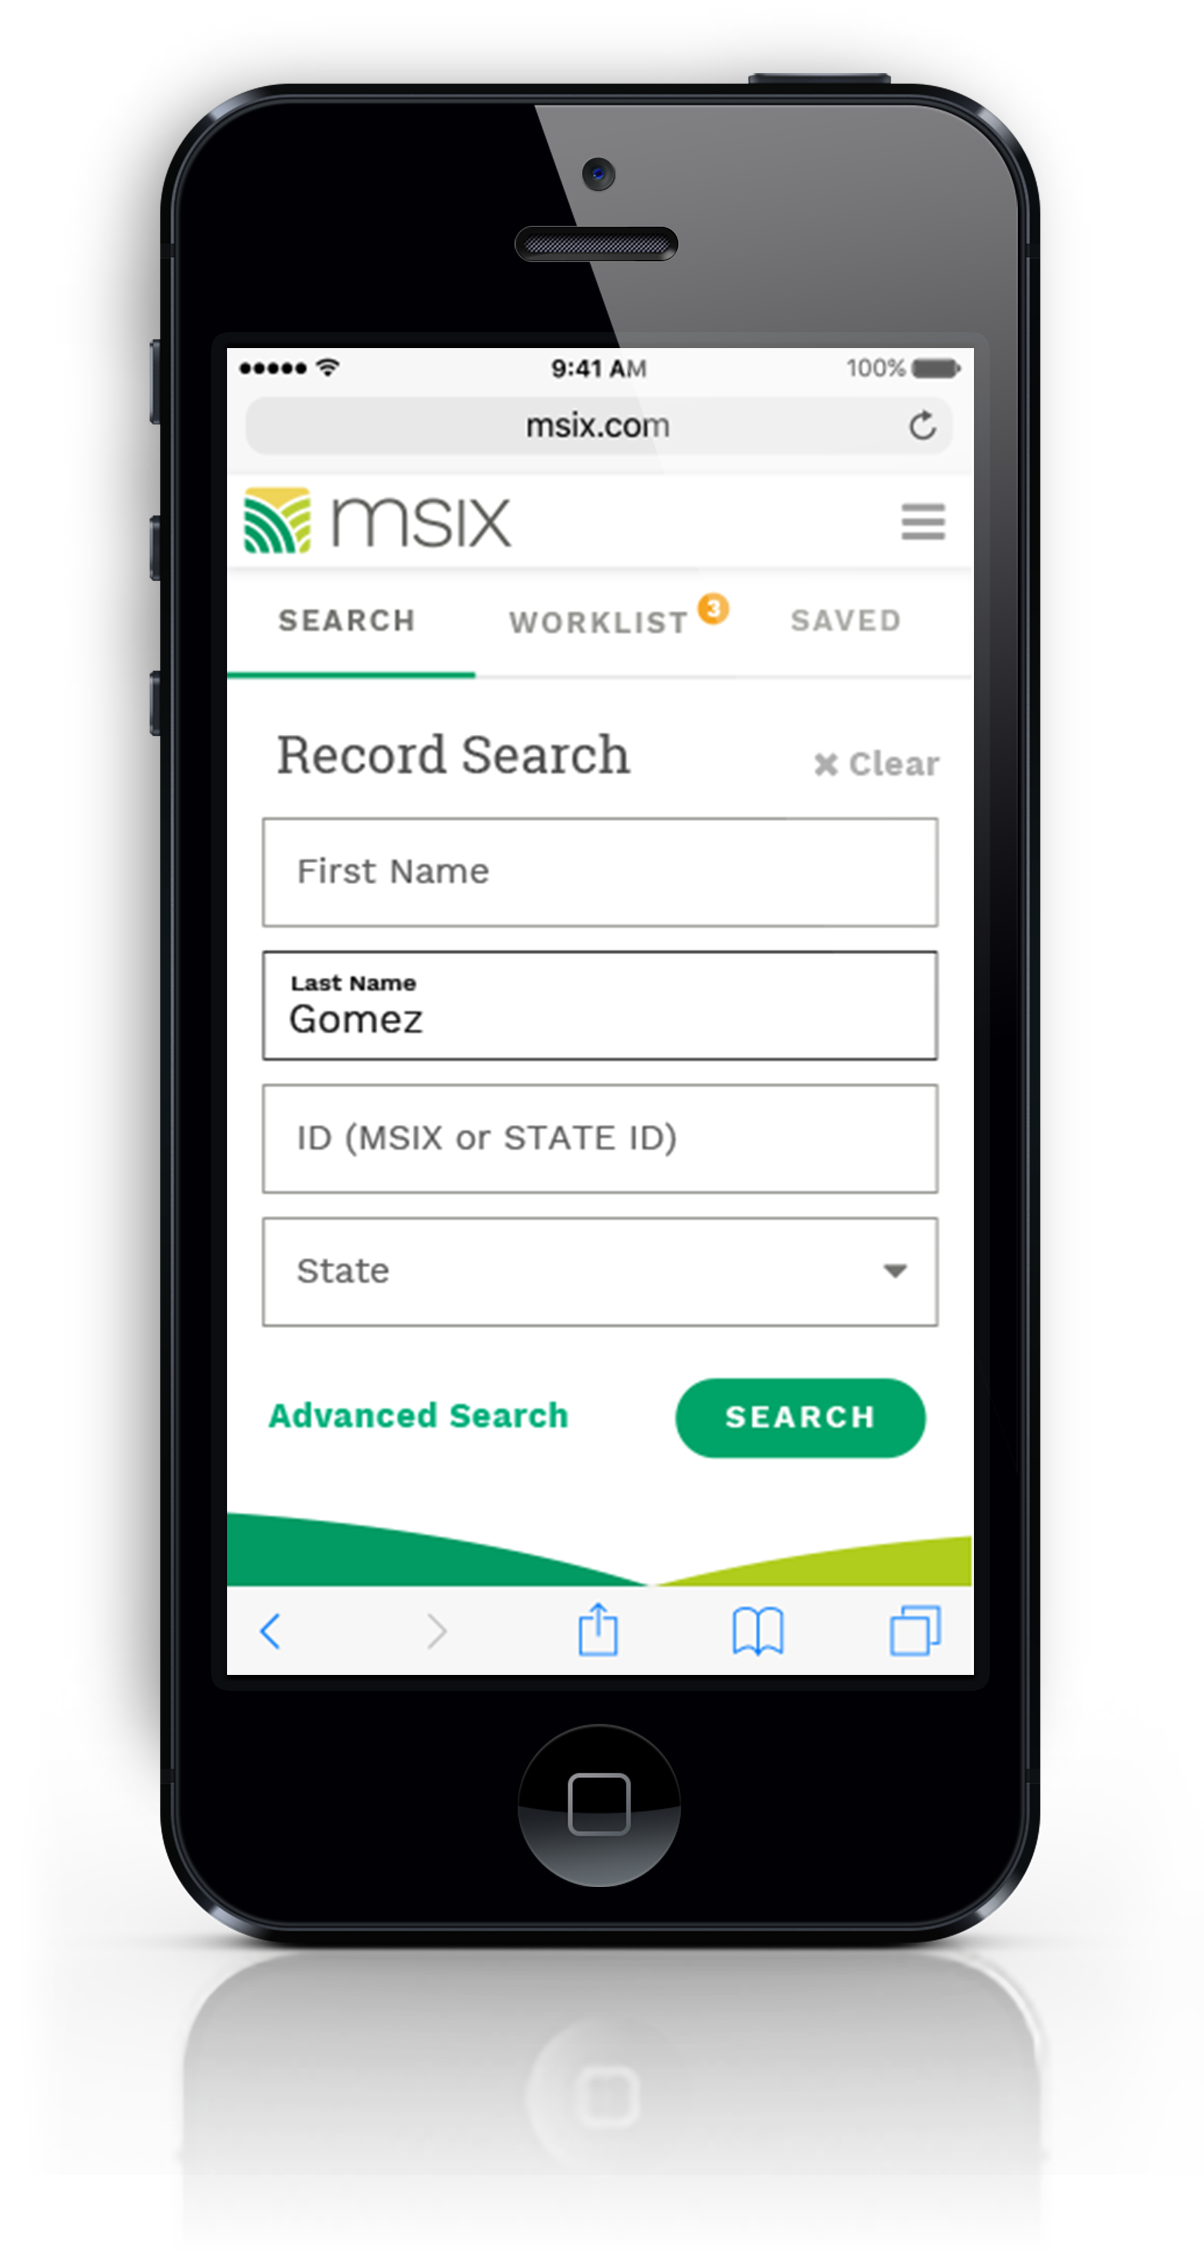 9:41 AM 100%
msix.com
msix
SEARCH WORKLIST 3 SAVED
Record Search ✖ Clear
First Name
Last Name
Gomez
ID (MSIX or STATE ID)
State
Advanced Search SEARCH